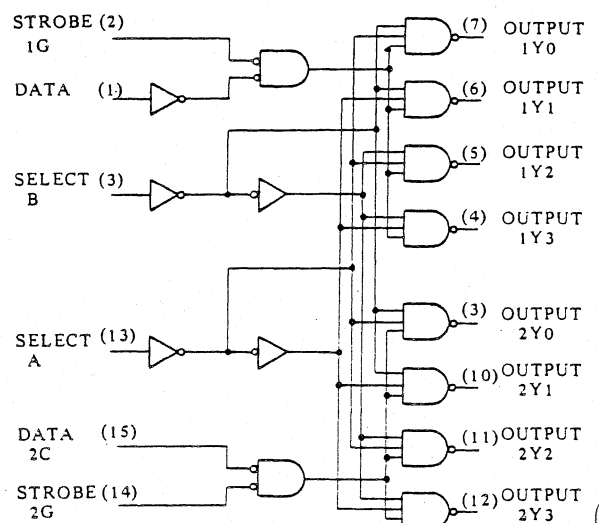 STROBE (2)
1G
DATA (1)
SELECT (3)
B
SELECT (13)
A
DATA (15)
2C
STROBE (14)
2G
(7) OUTPUT
1Y0
(6) OUTPUT
1Y1
(5) OUTPUT
1Y2
(4) OUTPUT
1Y3
(3) OUTPUT
2Y0
(10) OUTPUT
2Y1
(11) OUTPUT
2Y2
(12) OUTPUT
2Y3